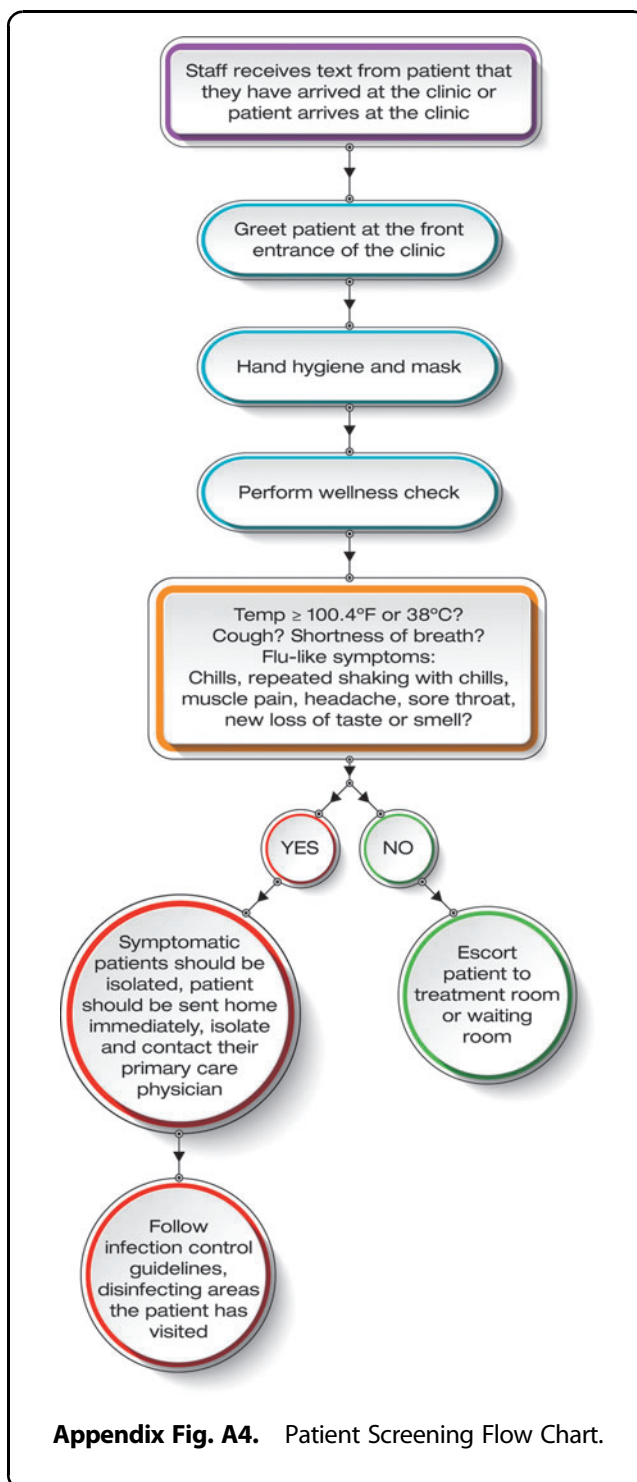 Staff receives text from patient that
they have arrived at the clinic or
patient arrives at the clinic
Greet patient at the front
entrance of the clinic
Hand hygiene and mask
Perform wellness check
Temp ≥ 100.4ºF or 38ºC?
Cough? Shortness of breath?
Flu-like symptoms:
Chills, repeated shaking with chills,
muscle pain, headache, sore throat,
new loss of taste or smell?
YES
NO
Symptomatic
patients should be
isolated, patient
should be sent home
immediately, isolate
and contact their
primary care
physician
Escort
patient to
treatment room
or waiting
room
Follow
infection control
guidelines,
disinfecting areas
the patient has
visited
Appendix Fig. A4. Patient Screening Flow Chart.